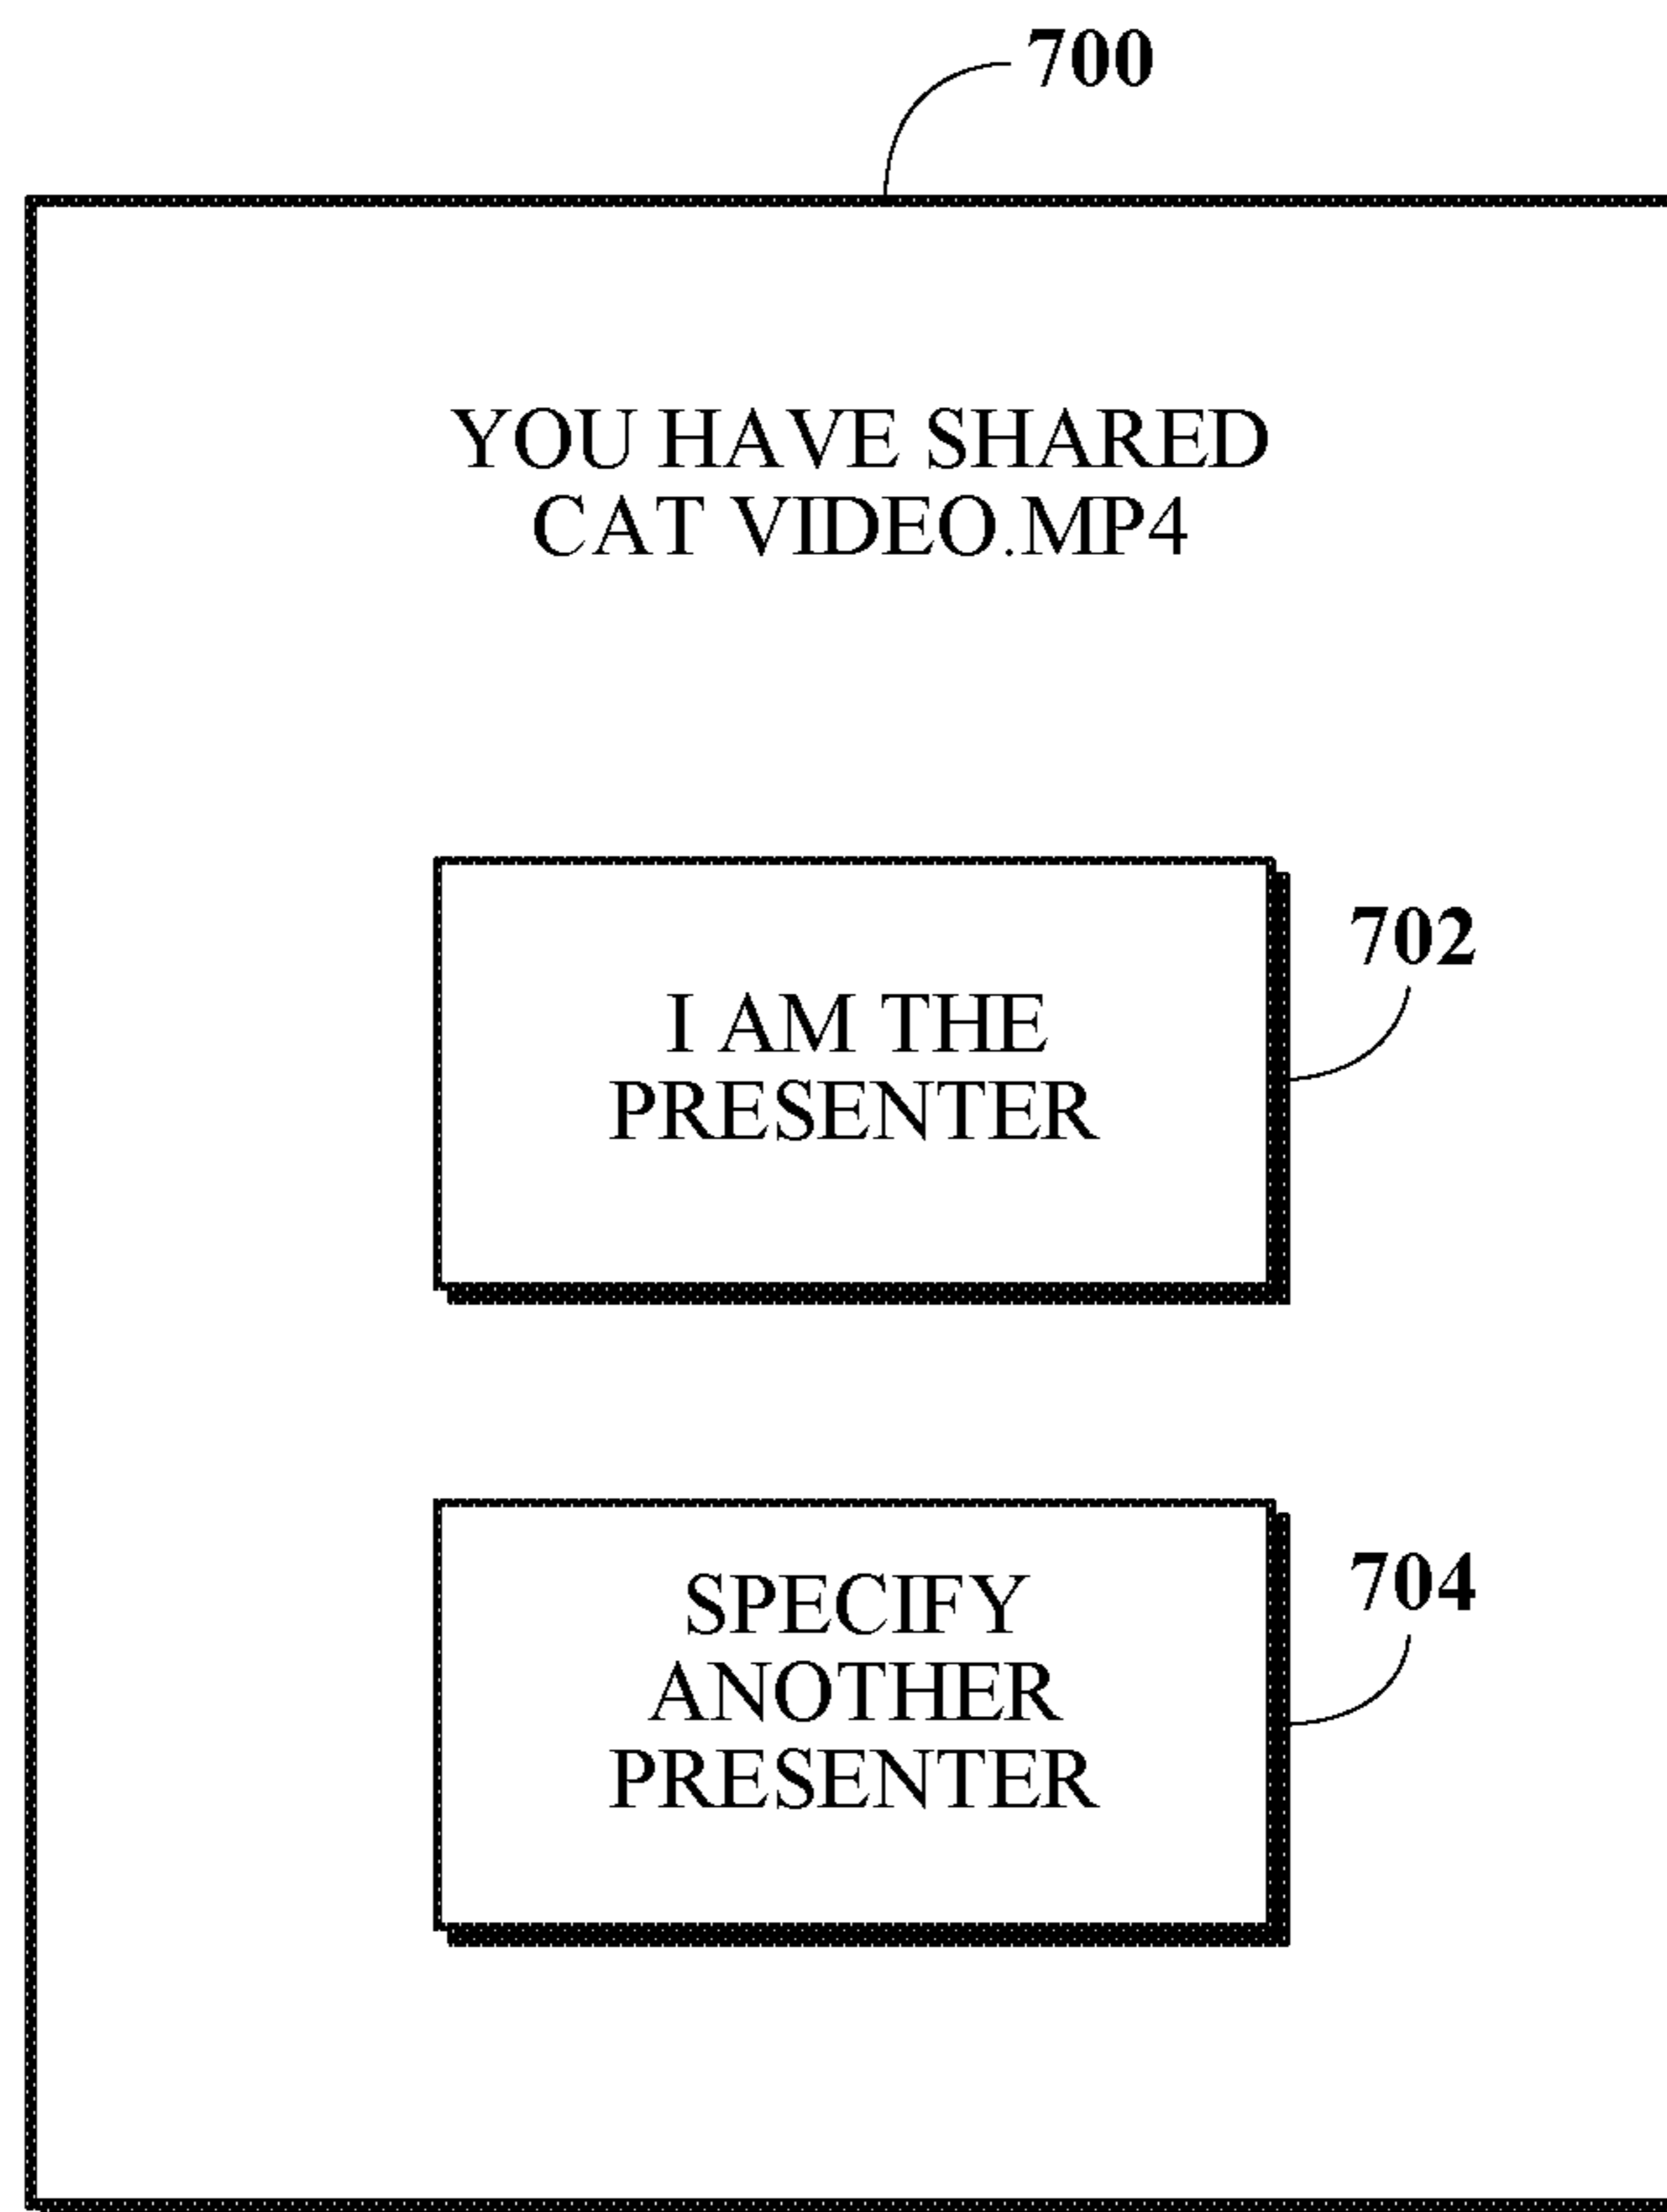 700
YOU HAVE SHARED
CAT VIDEO.MP4
702
I AM THE
PRESENTER
704
SPECIFY
ANOTHER
PRESENTER